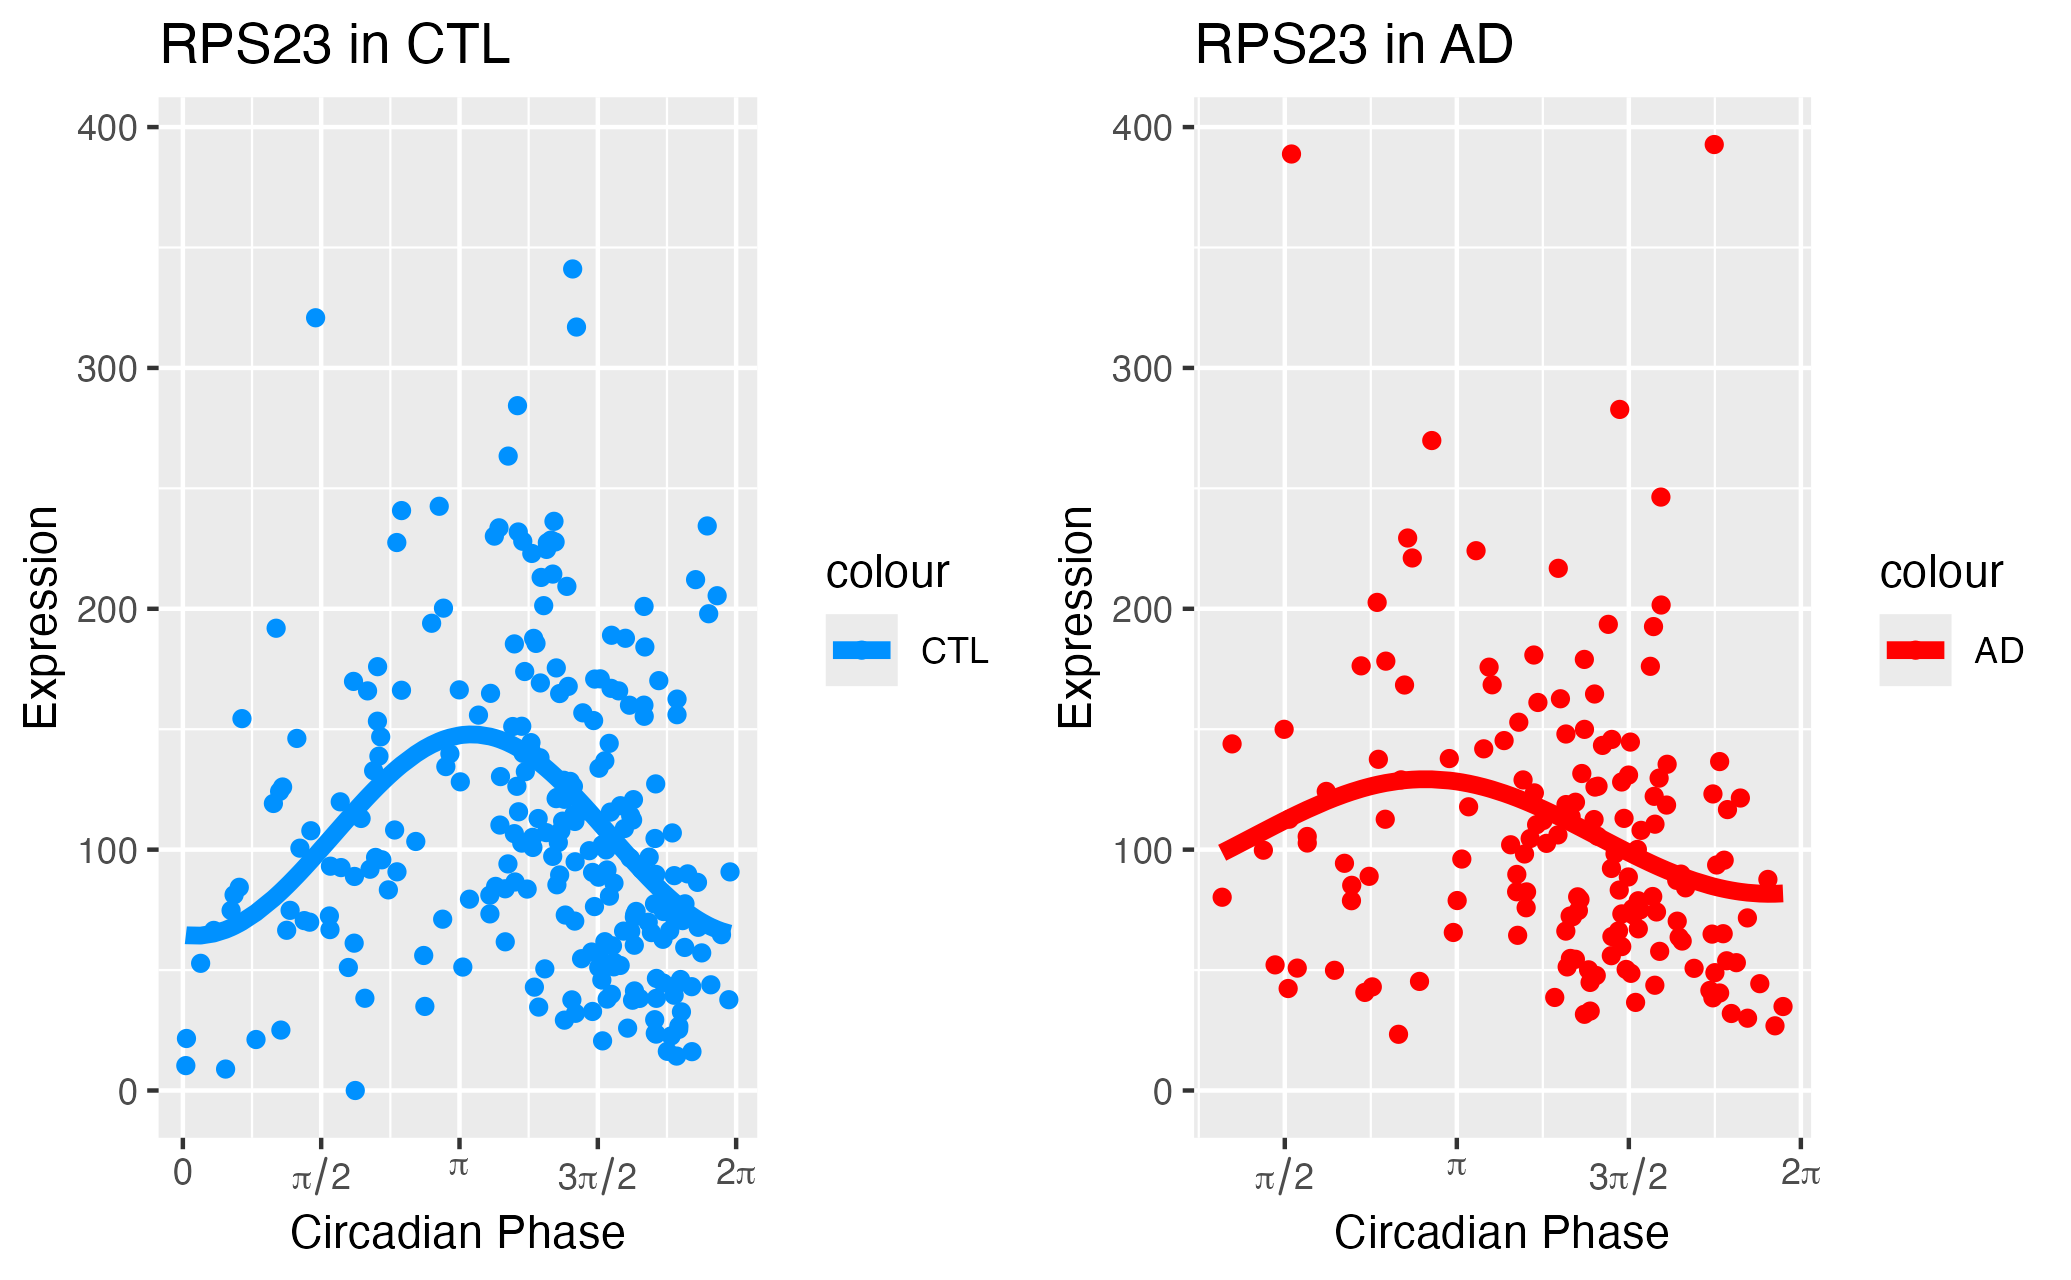 RPS23 in CTL
400
300
200
100
0
Expression
0 π/2 π 3π/2 2π
Circadian Phase
colour
CTL
RPS23 in AD
400
300
200
100
0
Expression
π/2 π 3π/2 2π
Circadian Phase
colour
AD